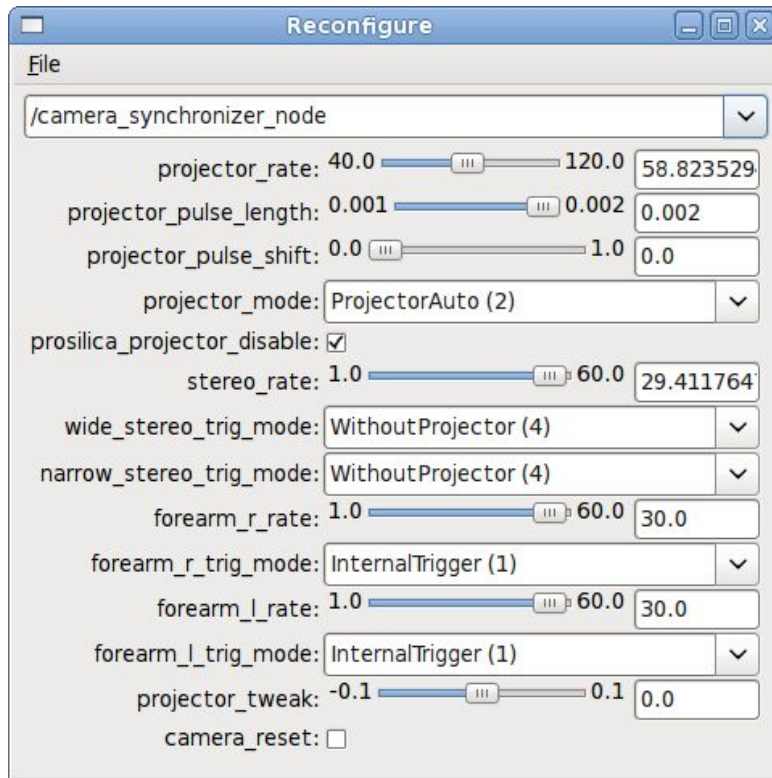 Reconfigure
File
/camera_synchronizer_node
projector_rate: 40.0 120.0 58.8235294
projector_pulse_length: 0.001 0.002 0.002
projector_pulse_shift: 0.0 1.0 0.0
projector_mode: ProjectorAuto (2)
prosilica_projector_disable:
stereo_rate: 1.0 60.0 29.4117647
wide_stereo_trig_mode: WithoutProjector (4)
narrow_stereo_trig_mode: WithoutProjector (4)
forearm_r_rate: 1.0 60.0 30.0
forearm_r_trig_mode: InternalTrigger (1)
forearm_l_rate: 1.0 60.0 30.0
forearm_l_trig_mode: InternalTrigger (1)
projector_tweak: -0.1 0.1 0.0
camera_reset: